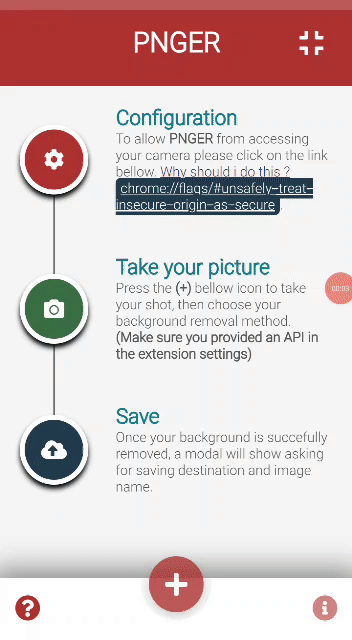 PNGER
Configuration
To allow PNGER from accessing
your camera please click on the link
bellow. Why should i do this ?
chrome://flags/#unsafely-treat-
insecure-origin-as-secure .
Take your picture
Press the (+) bellow icon to take
your shot, then choose your
background removal method.
(Make sure you provided an API in
the extension settings)
00:03
Save
Once your background is succefully
removed, a modal will show asking
for saving destination and image
name.